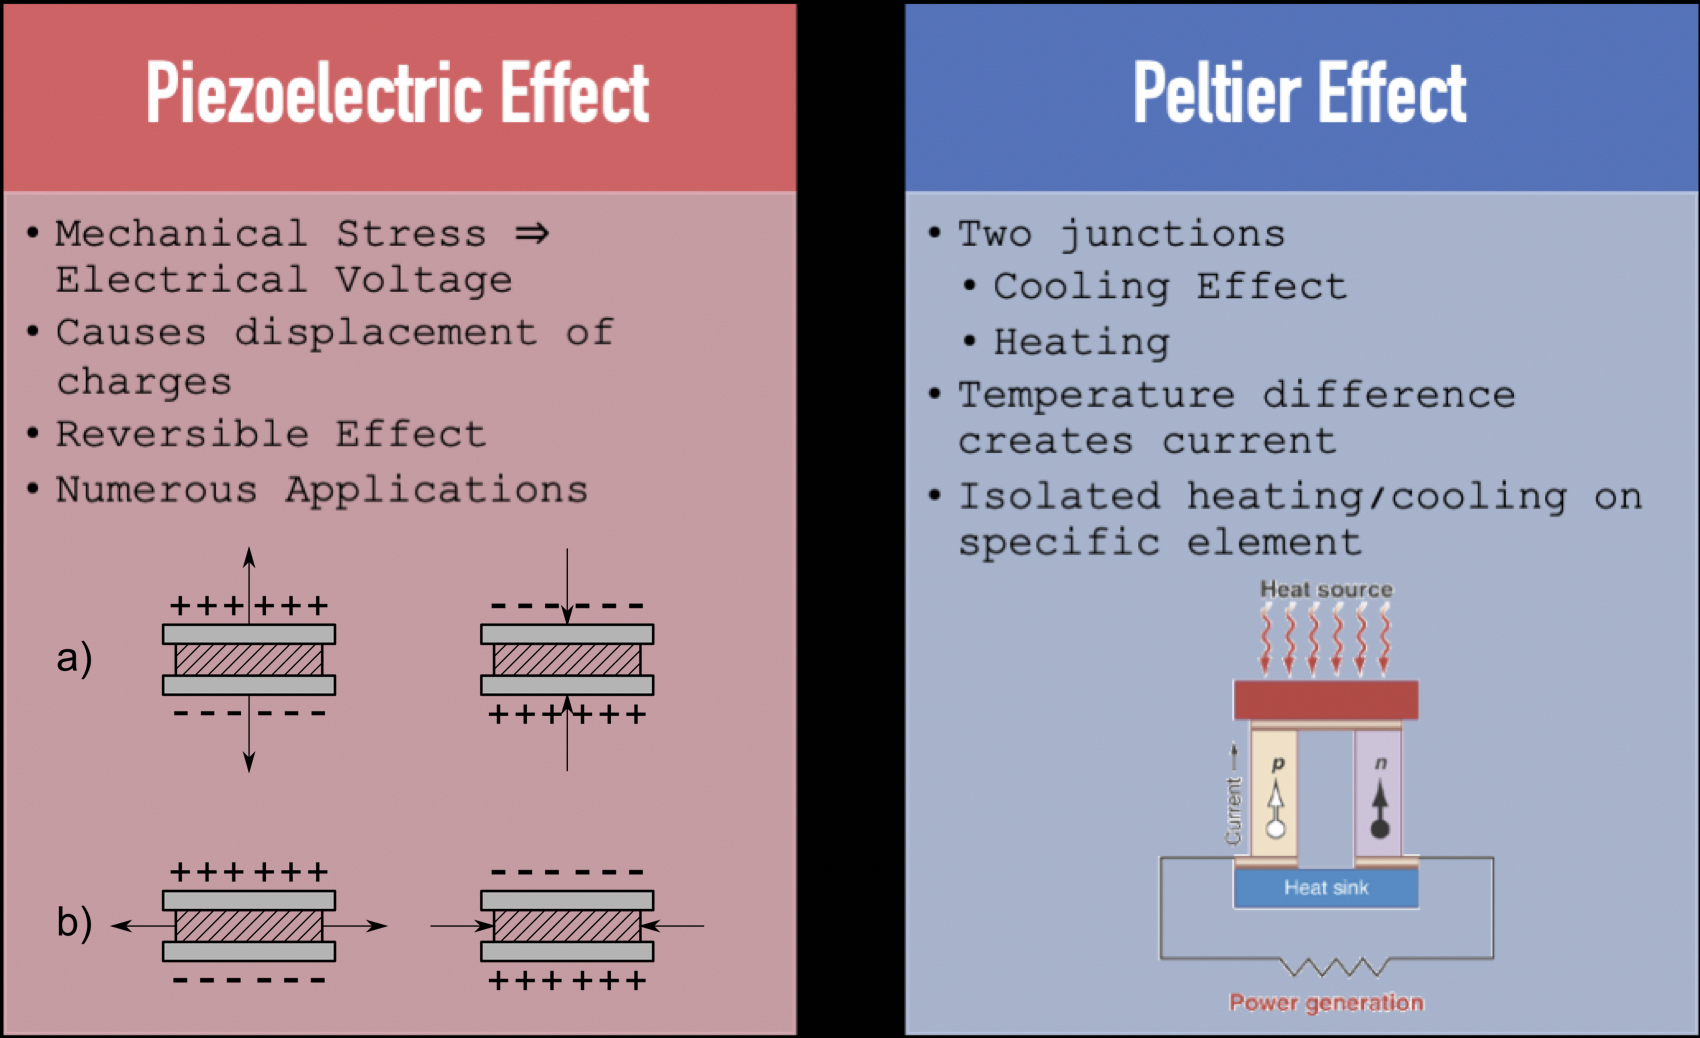 Piezoelectric Effect
• Mechanical Stress ⇒
Electrical Voltage
• Causes displacement of
charges
• Reversible Effect
• Numerous Applications
++++++
------
a)
------
++++++
++++++
b)
------
------
++++++
Peltier Effect
• Two junctions
• Cooling Effect
• Heating
• Temperature difference
creates current
• Isolated heating/cooling on
specific element
Heat source
Current
p
n
Heat sink
Power generation